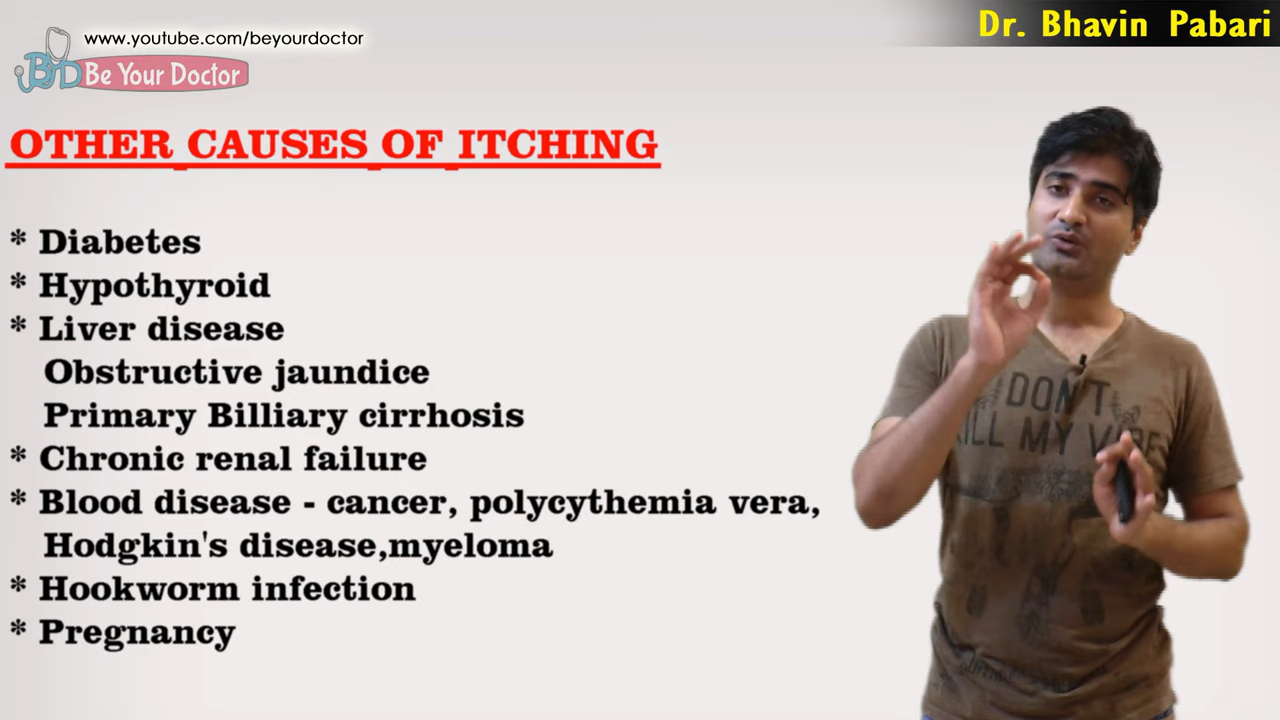 www.youtube.com/beyourdoctor
Dr. Bhavin Pabari
BYD Be Your Doctor
OTHER CAUSES OF ITCHING
* Diabetes
* Hypothyroid
* Liver disease
Obstructive jaundice
Primary Billiary cirrhosis
* Chronic renal failure
* Blood disease - cancer, polycythemia vera,
Hodgkin's disease,myeloma
* Hookworm infection
* Pregnancy
DON'T
KILL MY VIBE